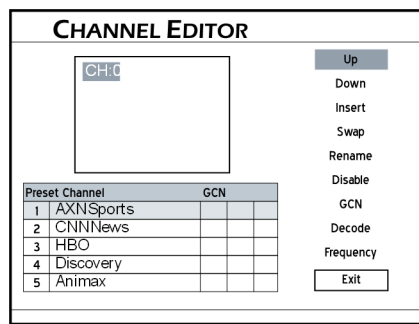 CHANNEL EDITOR
CH:0
Preset Channel GCN
1 AXNSports
2 CNNNews
3 HBO
4 Discovery
5 Animax
Up
Down
Insert
Swap
Rename
Disable
GCN
Decode
Frequency
Exit